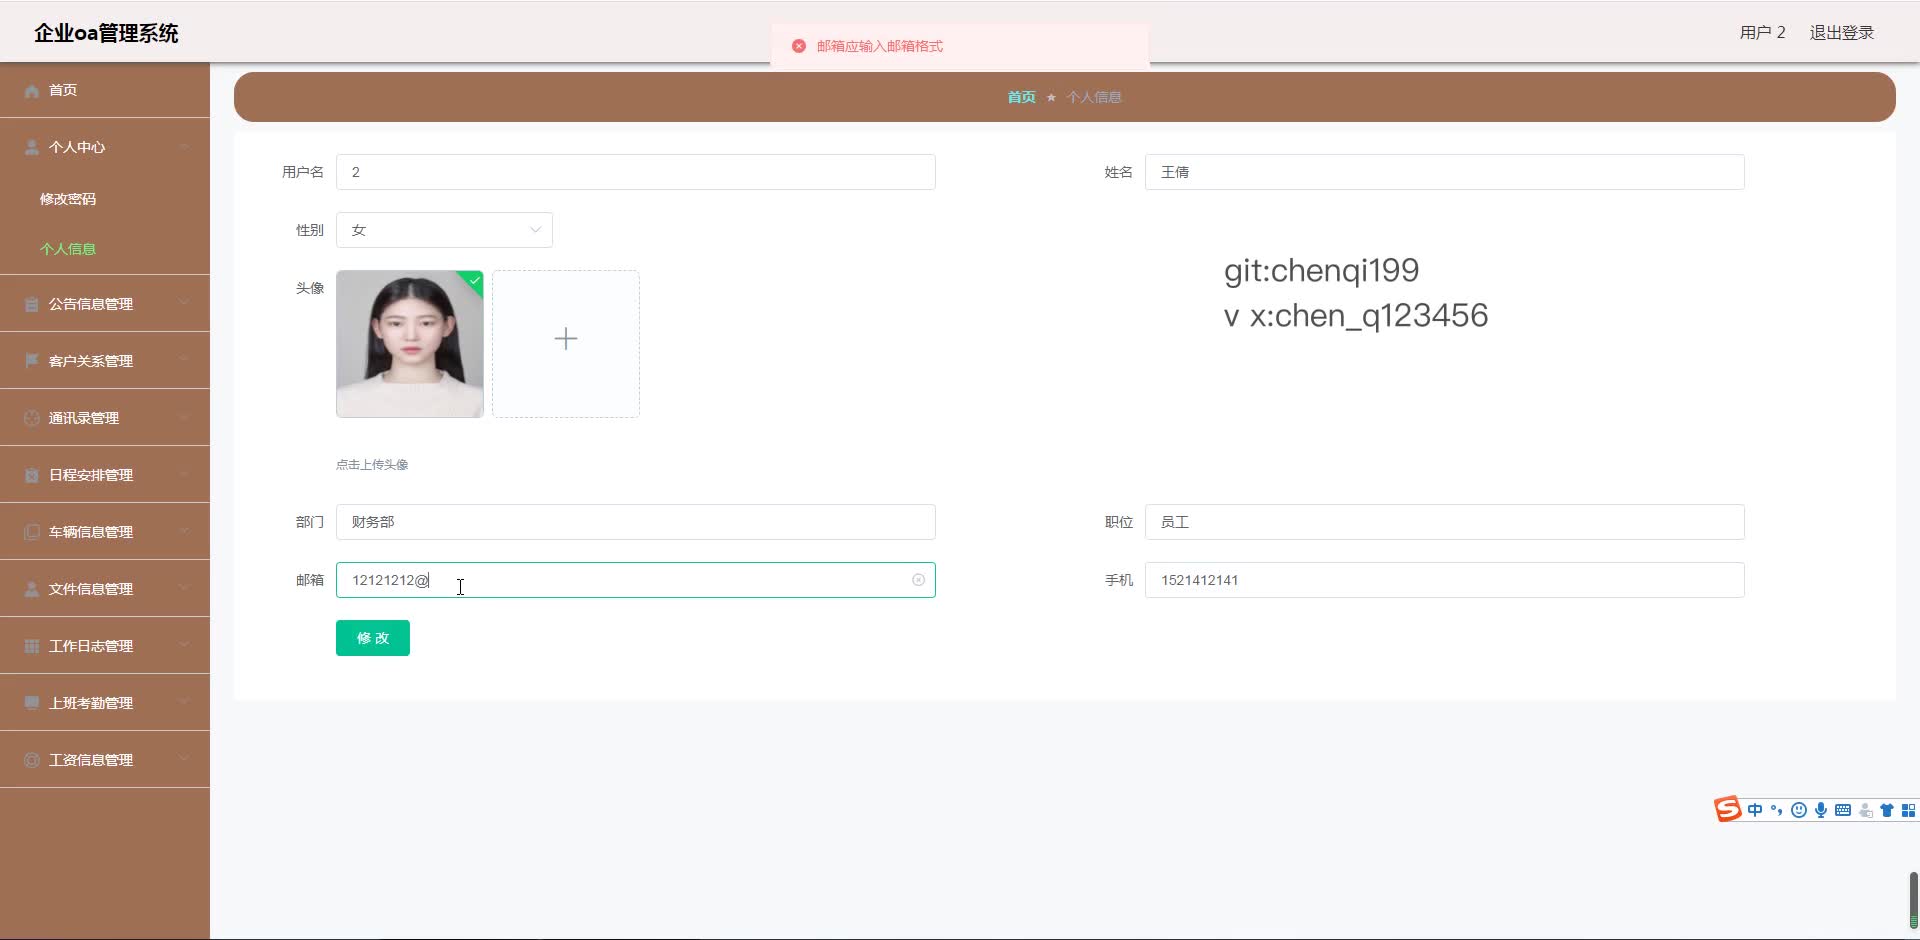 企业oa管理系统
邮箱应输入邮箱格式
用户 2
退出登录
首页
个人中心
修改密码
个人信息
公告信息管理
客户关系管理
通讯录管理
日程安排管理
车辆信息管理
文件信息管理
工作日志管理
上班考勤管理
工资信息管理
首页 ★ 个人信息
用户名 2
姓名 王倩
性别 女
头像
git:chenqi199
v x:chen_q123456
点击上传头像
部门 财务部
职位 员工
邮箱 12121212@
手机 1521412141
修 改
中